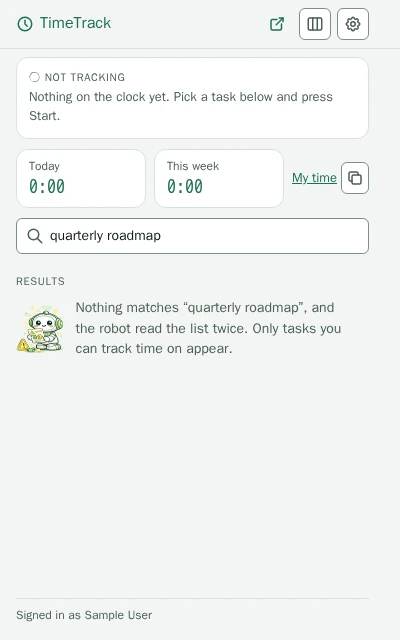 TimeTrack
NOT TRACKING
Nothing on the clock yet. Pick a task below and press
Start.
Today
0:00
This week
0:00
My time
quarterly roadmap
RESULTS
Nothing matches “quarterly roadmap”, and
the robot read the list twice. Only tasks you
can track time on appear.
Signed in as Sample User